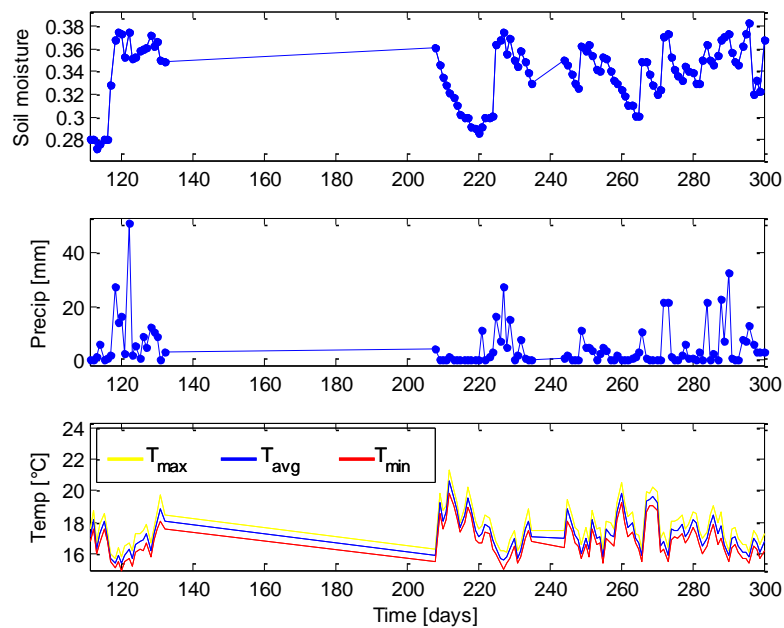 Soil moisture
0.38
0.36
0.34
0.32
0.3
0.28
120 140 160 180 200 220 240 260 280 300
Precip [mm]
40
20
0
120 140 160 180 200 220 240 260 280 300
Temp [°C]
24
22
20
18
16
Tmax Tavg Tmin
120 140 160 180 200 220 240 260 280 300
Time [days]